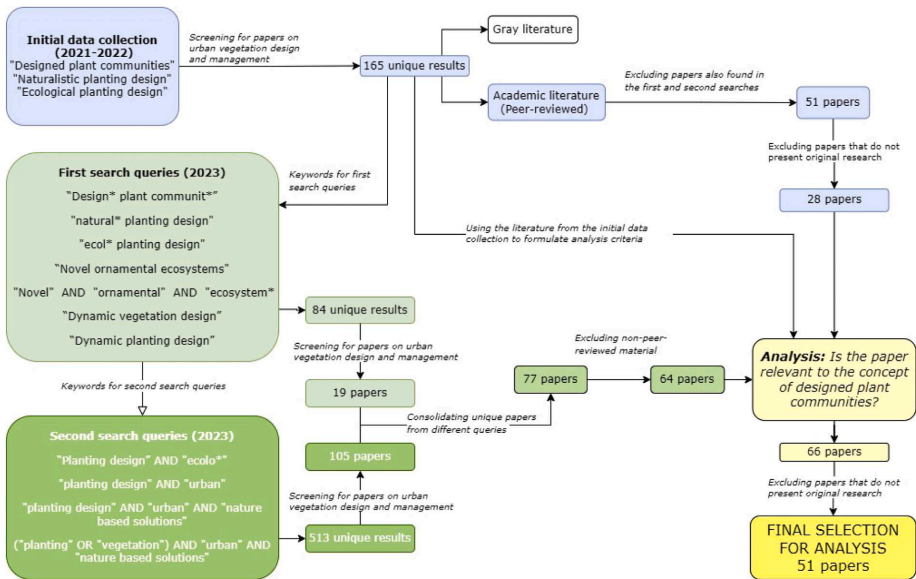 Initial data collection
(2021-2022)
"Designed plant communities"
"Naturalistic planting design"
"Ecological planting design"
Screening for papers on
urban vegetation design
and management
165 unique results
Gray literature
Academic literature
(Peer-reviewed)
Excluding papers also found in
the first and second searches
51 papers
Excluding papers that do not
present original research
28 papers
Keywords for first
search queries
Using the literature from the initial data
collection to formulate analysis criteria
First search queries (2023)
"Design* plant communit*"
"natural* planting design"
"ecol* planting design"
"Novel ornamental ecosystems"
"Novel" AND "ornamental" AND "ecosystem*
"Dynamic vegetation design"
"Dynamic planting design"
84 unique results
Screening for papers on urban
vegetation design and management
19 papers
Keywords for second search queries
Consolidating unique papers
from different queries
77 papers
Excluding non-peer-
reviewed material
64 papers
Analysis: Is the paper
relevant to the concept
of designed plant
communities?
66 papers
Excluding papers that do not
present original research
FINAL SELECTION
FOR ANALYSIS
51 papers
Second search queries (2023)
"Planting design" AND "ecolo*"
"planting design" AND "urban"
"planting design" AND "urban" AND "nature
based solutions"
("planting" OR "vegetation") AND "urban" AND
"nature based solutions"
105 papers
Screening for papers on urban
vegetation design and management
513 unique results